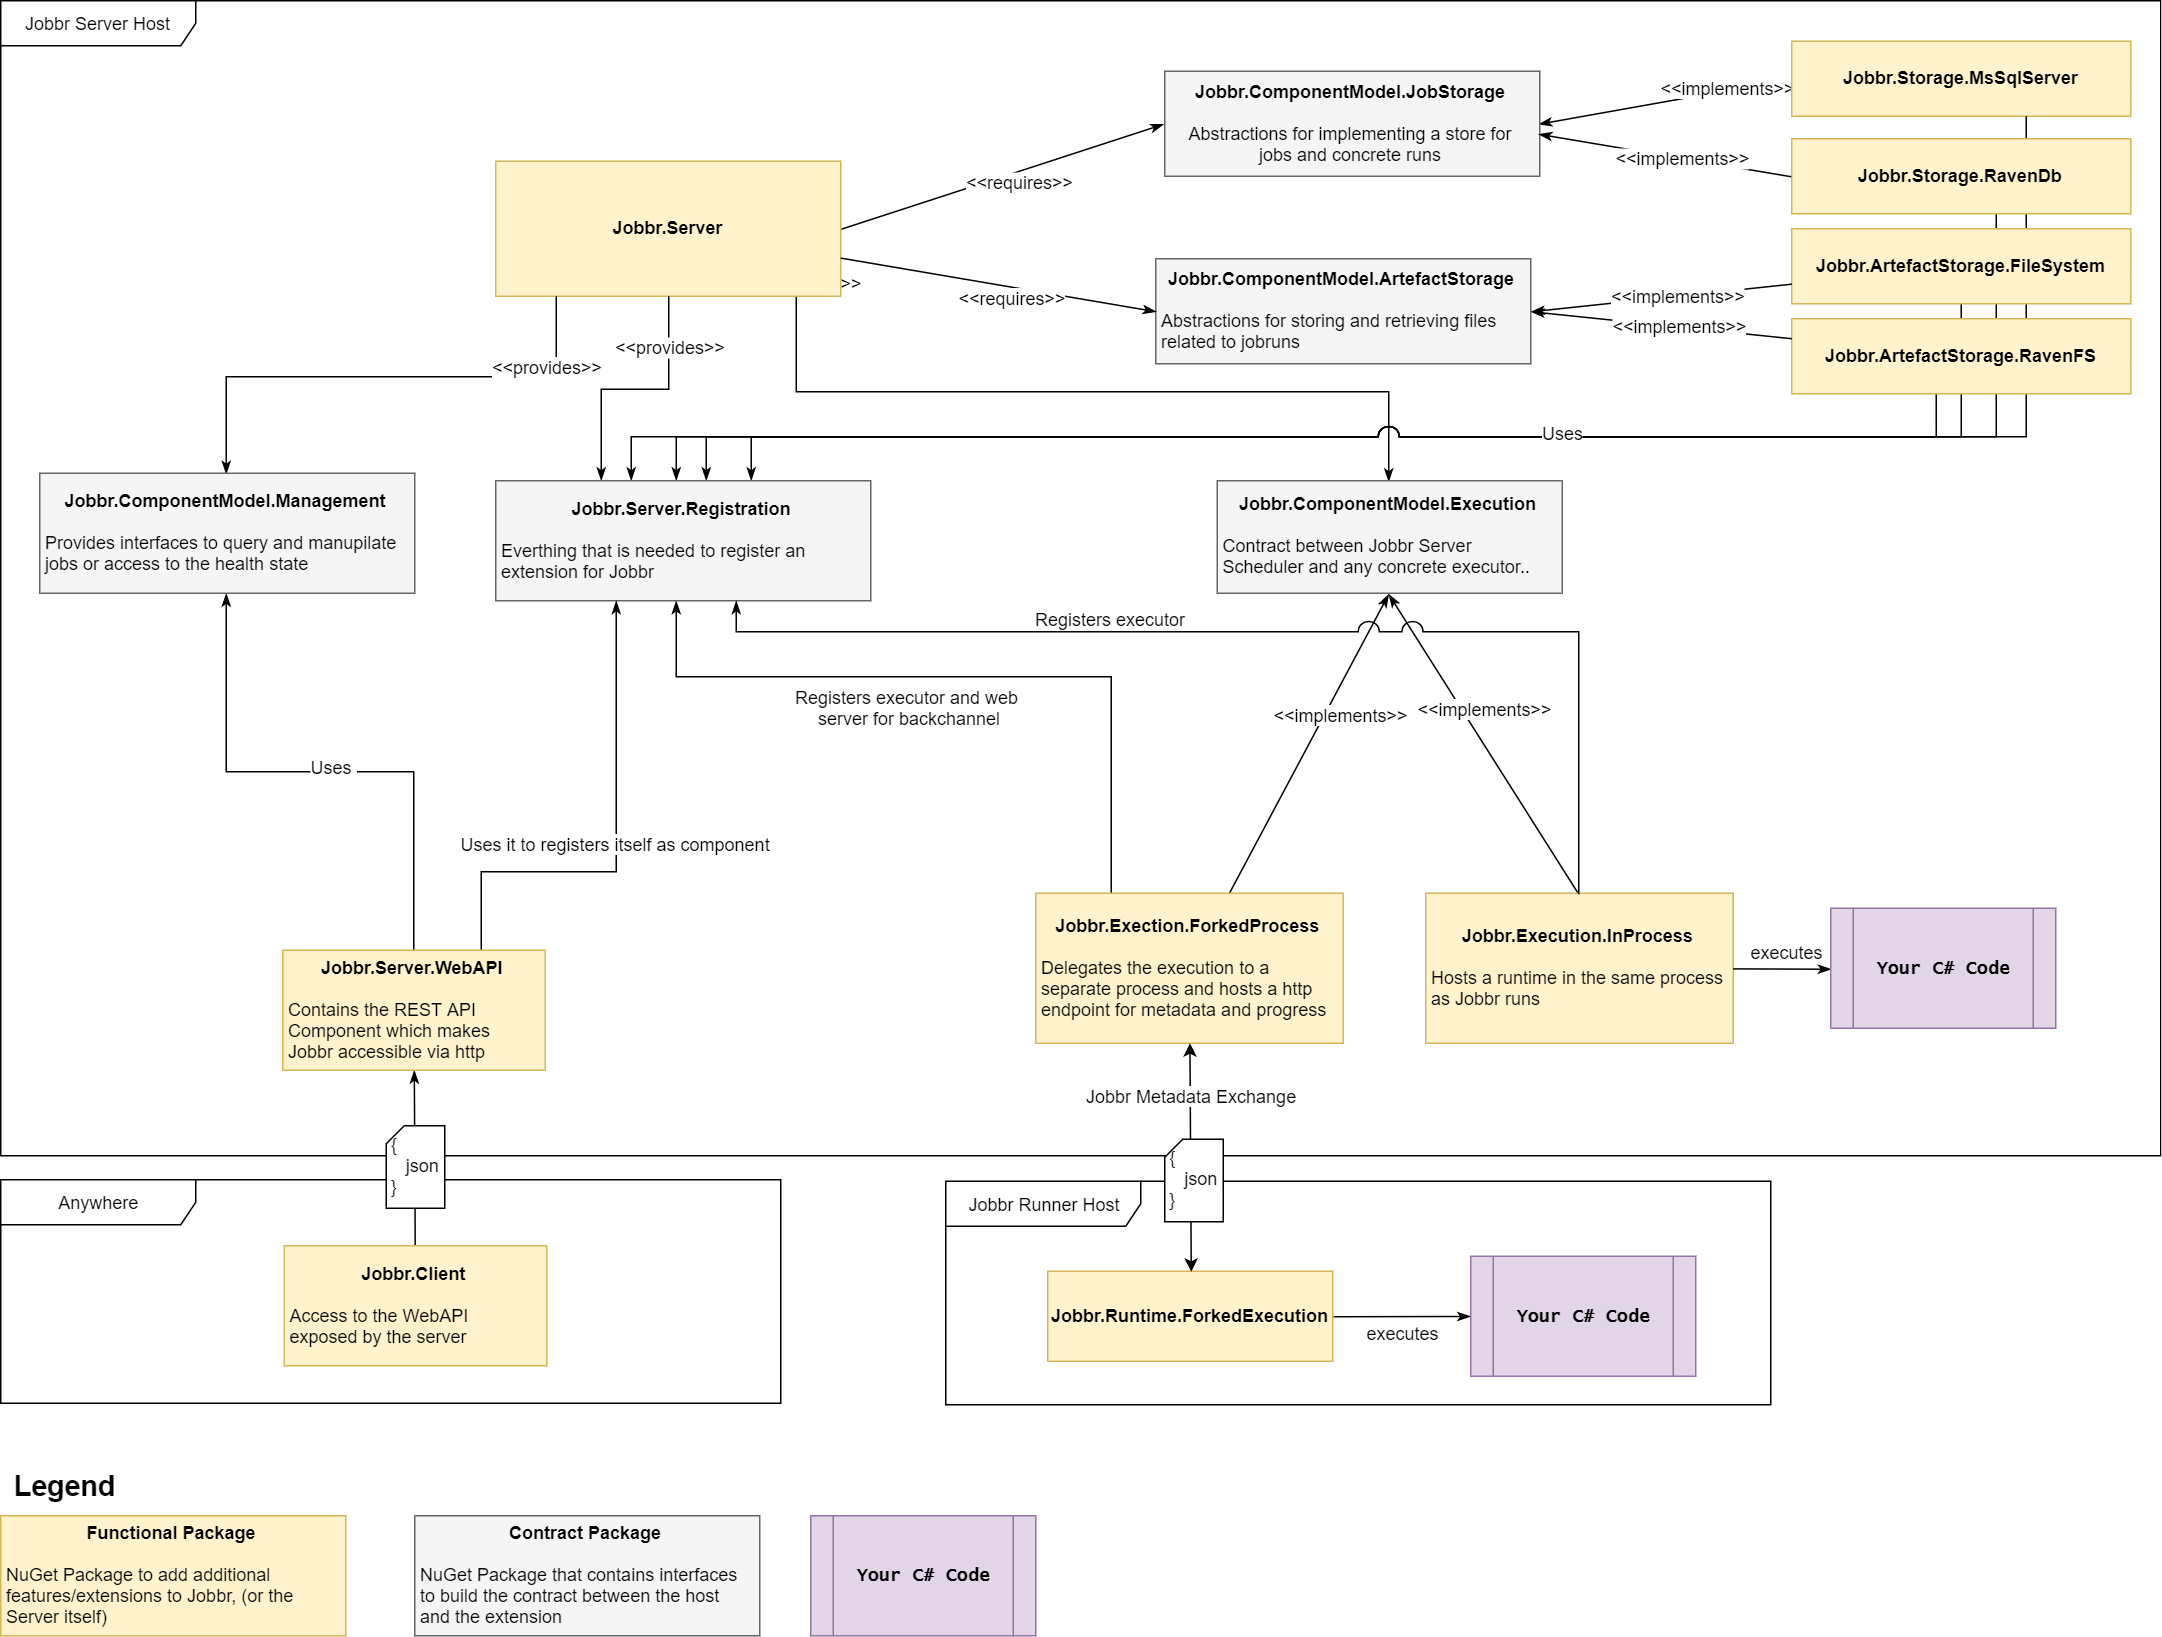 Jobbr Server Host
Jobbr.Storage.MsSqlServer
<<implements>>
Jobbr.ComponentModel.JobStorage
Abstractions for implementing a store for
jobs and concrete runs
<<implements>>
Jobbr.Storage.RavenDb
<<requires>>
Jobbr.Server
>>
Jobbr.ArtefactStorage.FileSystem
Jobbr.ComponentModel.ArtefactStorage
Abstractions for storing and retrieving files
related to jobruns
<<requires>>
<<implements>>
<<implements>>
Jobbr.ArtefactStorage.RavenFS
<<provides>>
<<provides>>
Uses
Jobbr.ComponentModel.Management
Provides interfaces to query and manupilate
jobs or access to the health state
Jobbr.Server.Registration
Everthing that is needed to register an
extension for Jobbr
Jobbr.ComponentModel.Execution
Contract between Jobbr Server
Scheduler and any concrete executor..
Registers executor
Registers executor and web
server for backchannel
<<implements>>
<<implements>>
Uses
Uses it to registers itself as component
Jobbr.Server.WebAPI
Contains the REST API
Component which makes
Jobbr accessible via http
Jobbr.Exection.ForkedProcess
Delegates the execution to a
separate process and hosts a http
endpoint for metadata and progress
Jobbr.Execution.InProcess
Hosts a runtime in the same process
as Jobbr runs
executes
Your C# Code
Jobbr Metadata Exchange
{
json
}
{
json
}
Anywhere
Jobbr.Client
Access to the WebAPI
exposed by the server
Jobbr Runner Host
Jobbr.Runtime.ForkedExecution
executes
Your C# Code
Legend
Functional Package
NuGet Package to add additional
features/extensions to Jobbr, (or the
Server itself)
Contract Package
NuGet Package that contains interfaces
to build the contract between the host
and the extension
Your C# Code